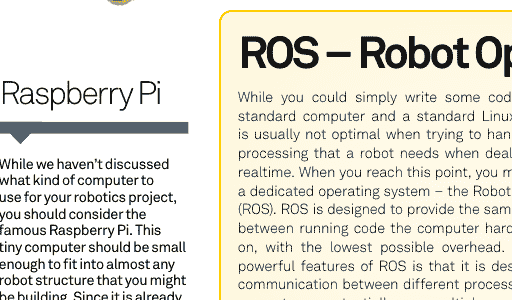 Raspberry Pi
While we haven't discussed
what kind of computer to
use for your robotics project,
you should consider the
famous Raspberry Pi. This
tiny computer should be small
enough to fit into almost any
robot structure that you might
be building. Since it is already
ROS – Robot Op
While you could simply write some cod
standard computer and a standard Linux
is usually not optimal when trying to han
processing that a robot needs when deal
realtime. When you reach this point, you m
a dedicated operating system – the Robot
(ROS). ROS is designed to provide the sam
between running code the computer hard
on, with the lowest possible overhead.
powerful features of ROS is that it is des
communication between different process